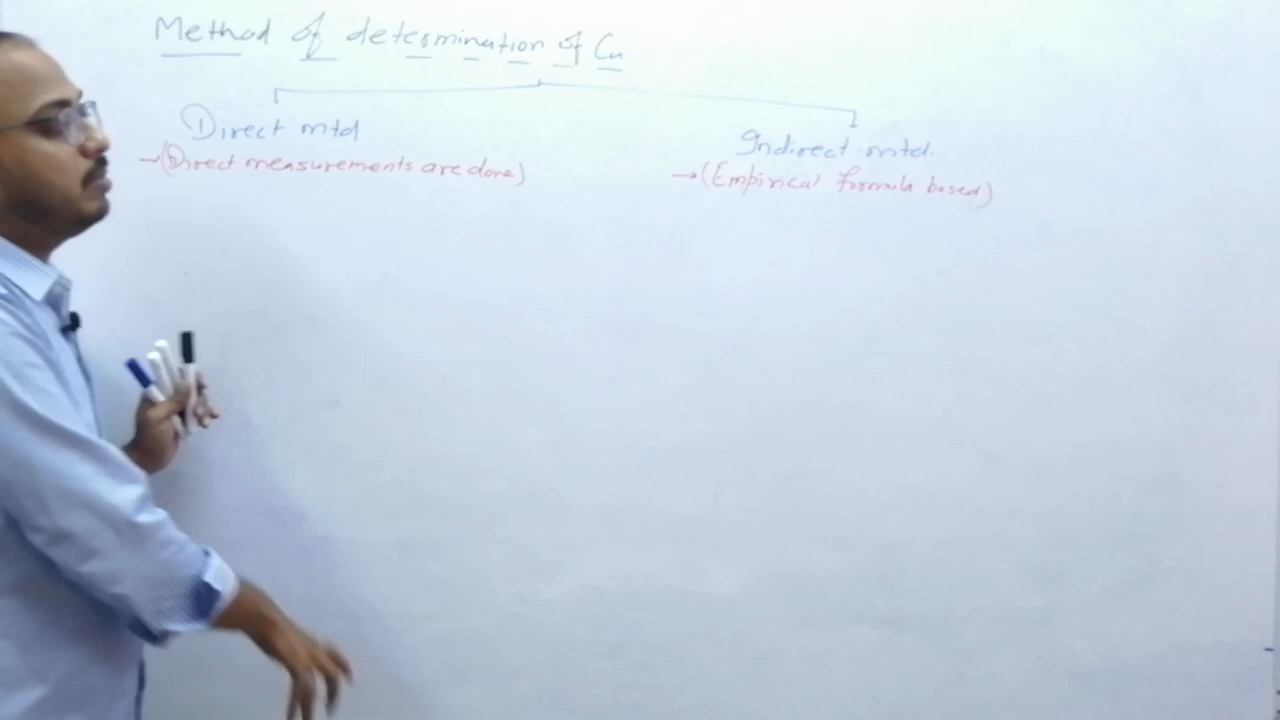 Method of determination of Cu
Direct mtd
→(Direct measurements are done)
Indirect mtd.
→(Empirical formula based)